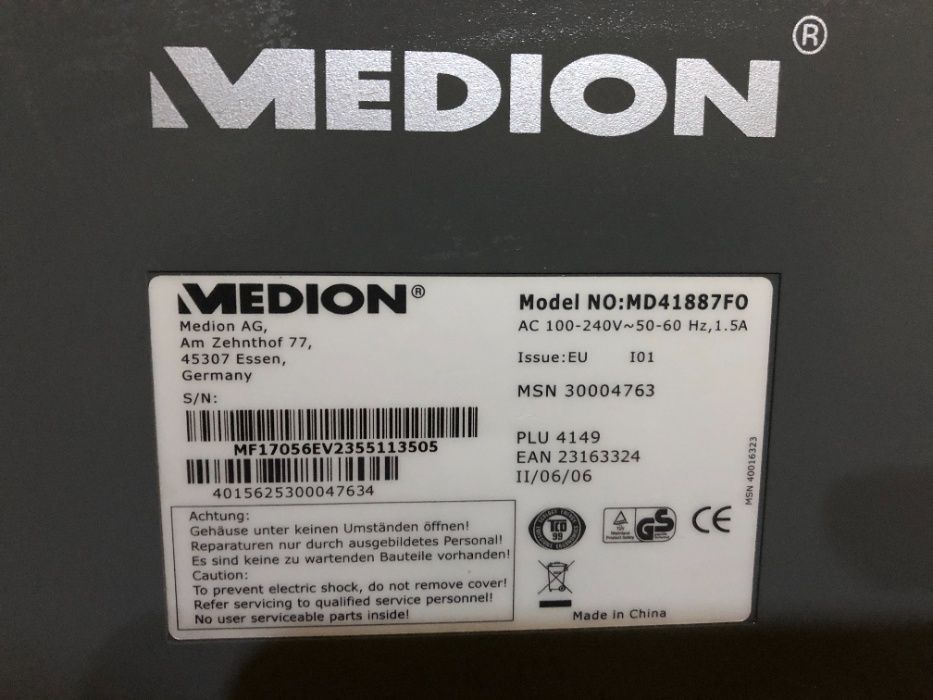 MEDION®
MEDION®
Medion AG,
Am Zehnthof 77,
45307 Essen,
Germany
S/N:
MF17056EV2355113505
4015625300047634
Model NO:MD41887FO
AC 100-240V~50-60 Hz,1.5A
Issue:EU I01
MSN 30004763
PLU 4149
EAN 23163324
II/06/06
MSN 40016323
Achtung:
Gehäuse unter keinen Umständen öffnen!
Reparaturen nur durch ausgebildetes Personal!
Es sind keine zu wartenden Bauteile vorhanden!
Caution:
To prevent electric shock, do not remove cover!
Refer servicing to qualified service personnel!
No user serviceable parts inside!
TCO
99
TÜV
Rheinland
Product Safety
GS
CE
Made in China